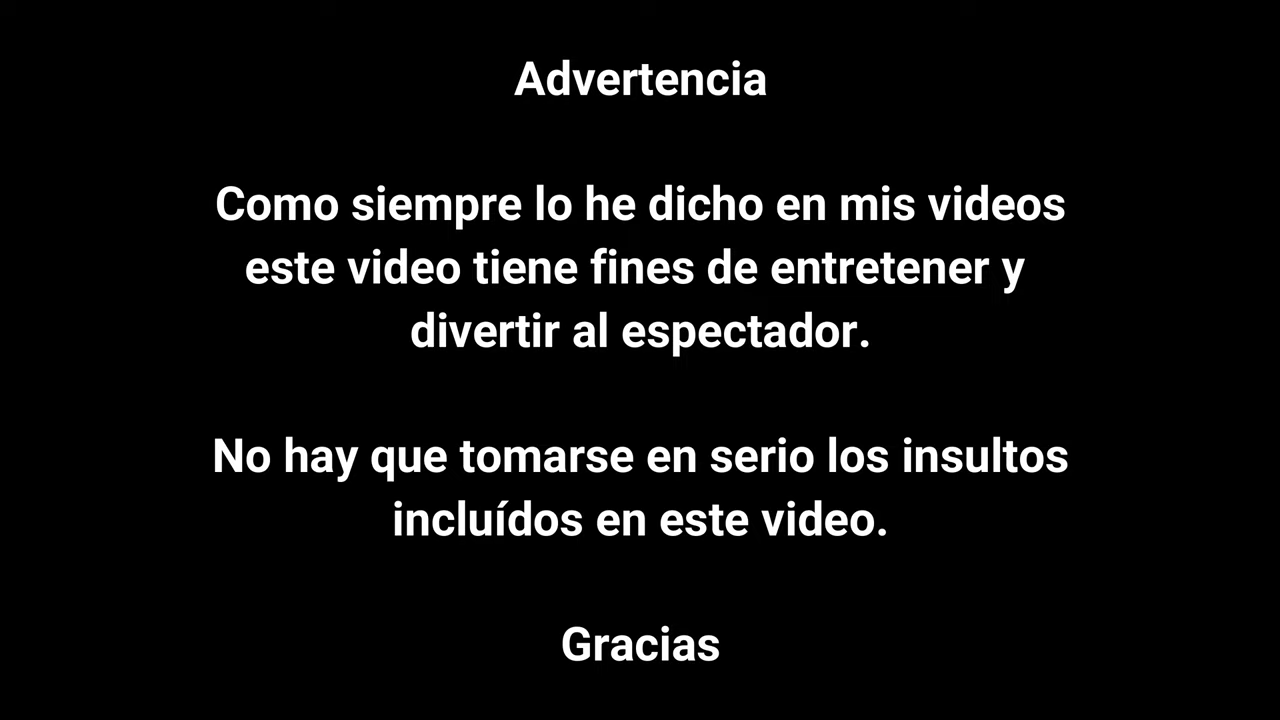 Advertencia
Como siempre lo he dicho en mis videos
este video tiene fines de entretener y
divertir al espectador.
No hay que tomarse en serio los insultos
incluídos en este video.
Gracias